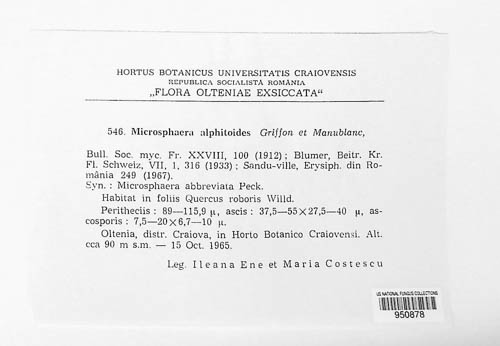 HORTUS BOTANICUS UNIVERSITATIS CRAIOVENSIS
REPUBLICA SOCIALISTĂ ROMÂNIA
„FLORA OLTENIAE EXSICCATA“
546. Microsphaera alphitoides Griffon et Manublanc,
Bull. Soc. myc. Fr. XXVIII, 100 (1912) ; Blumer, Beitr. Kr.
Fl. Schweiz, VII, 1, 316 (1933) ; Sandu-ville, Erysiph. din Ro-
mânia 249 (1967).
Syn. : Microsphaera abbreviata Peck.
Habitat in foliis Quercus roboris Willd.
Peritheciis : 89—115,9 μ, ascis : 37,5—55×27,5—40 μ, as-
cosporis : 7,5—20×6,7—10 μ.
Oltenia, distr. Craiova, in Horto Botanico Craiovensi. Alt.
cca 90 m s.m. — 15 Oct. 1965.
Leg. Ileana Ene et Maria Costescu
US NATIONAL FUNGUS COLLECTIONS
950878